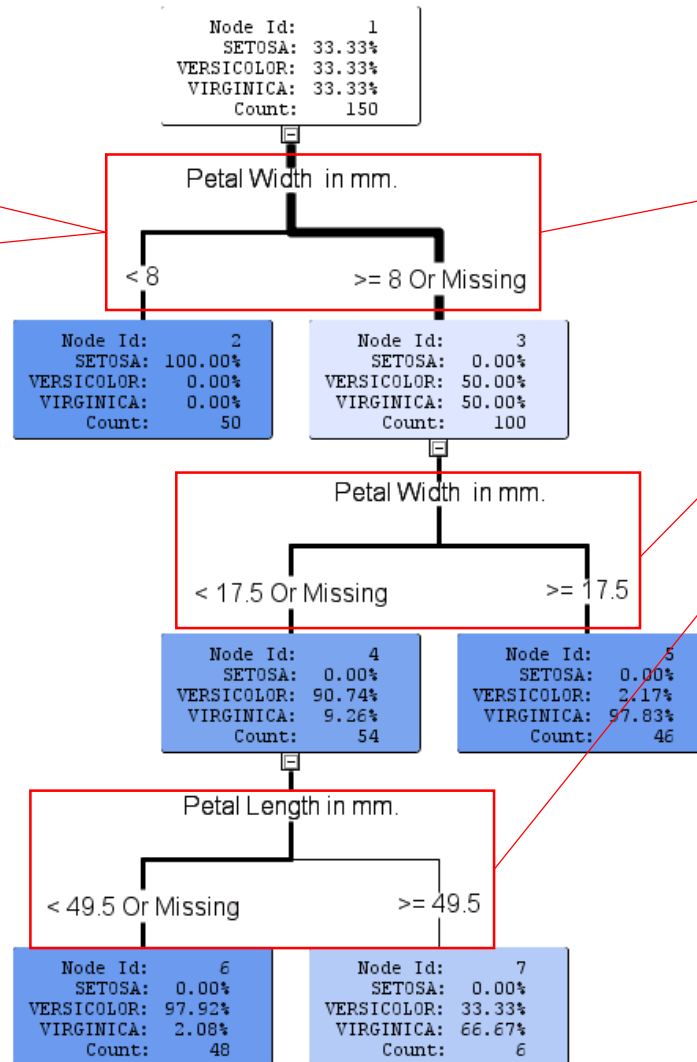 Node Id: 1
SETOSA: 33.33%
VERSICOLOR: 33.33%
VIRGINICA: 33.33%
Count: 150
Petal Width in mm.
< 8
>= 8 Or Missing
Node Id: 2
SETOSA: 100.00%
VERSICOLOR: 0.00%
VIRGINICA: 0.00%
Count: 50
Node Id: 3
SETOSA: 0.00%
VERSICOLOR: 50.00%
VIRGINICA: 50.00%
Count: 100
Petal Width in mm.
< 17.5 Or Missing
>= 17.5
Node Id: 4
SETOSA: 0.00%
VERSICOLOR: 90.74%
VIRGINICA: 9.26%
Count: 54
Node Id: 5
SETOSA: 0.00%
VERSICOLOR: 2.17%
VIRGINICA: 97.83%
Count: 46
Petal Length in mm.
< 49.5 Or Missing
>= 49.5
Node Id: 6
SETOSA: 0.00%
VERSICOLOR: 97.92%
VIRGINICA: 2.08%
Count: 48
Node Id: 7
SETOSA: 0.00%
VERSICOLOR: 33.33%
VIRGINICA: 66.67%
Count: 6